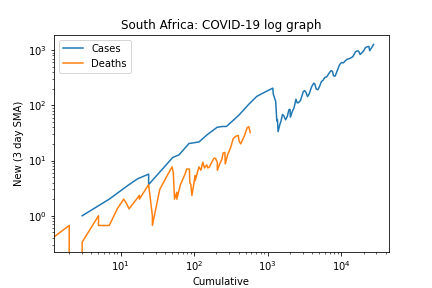 South Africa: COVID-19 log graph
Cases
Deaths
New (3 day SMA)
10³
10²
10¹
10⁰
10¹ 10² 10³ 10⁴
Cumulative